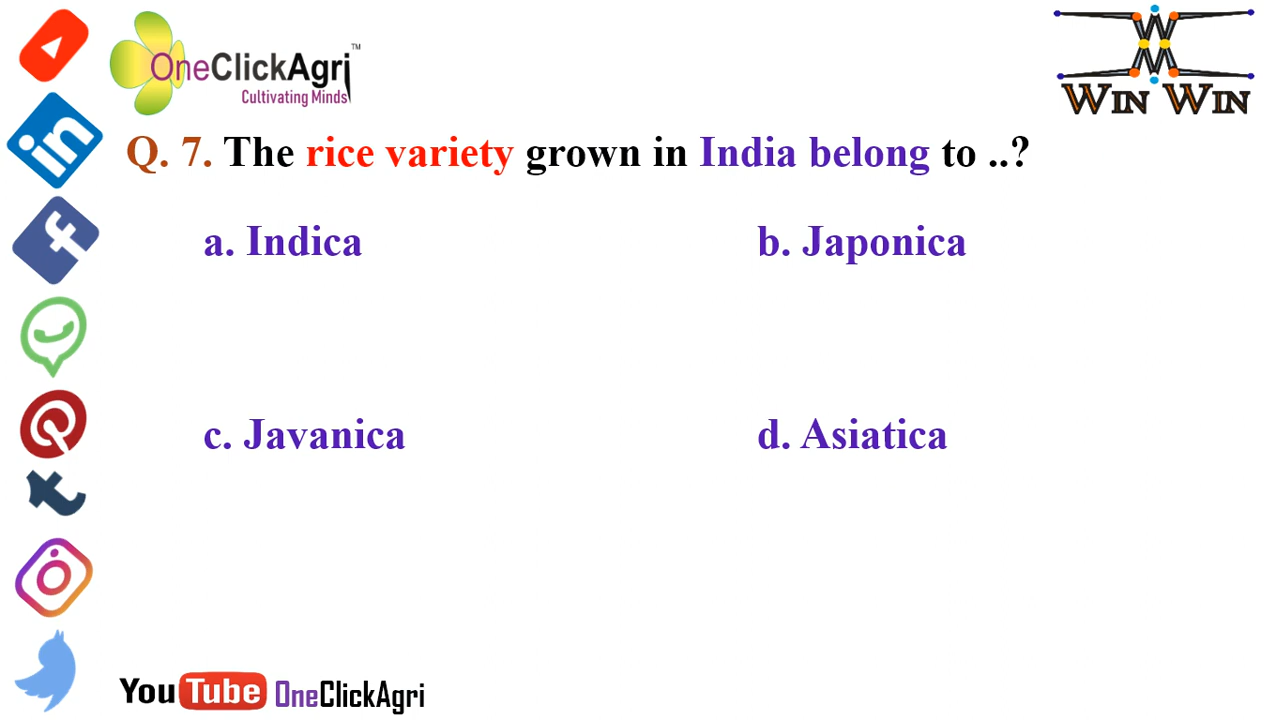 OneClickAgri™
Cultivating Minds
WIN WIN
Q. 7. The rice variety grown in India belong to ..?
a. Indica
b. Japonica
c. Javanica
d. Asiatica
YouTube OneClickAgri